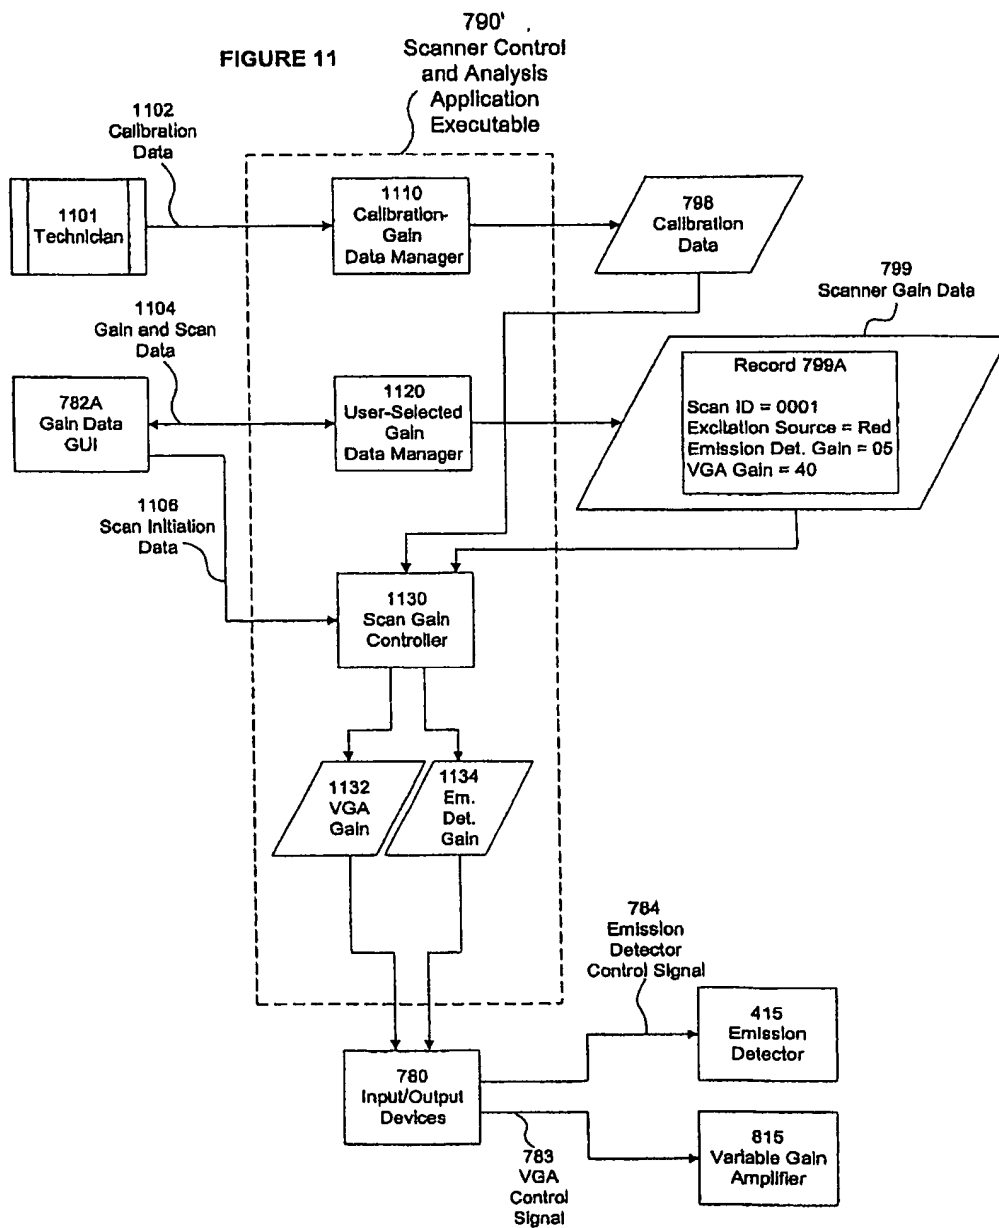 FIGURE 11
790'
Scanner Control
and Analysis
Application
Executable
1102
Calibration
Data
1101
Technician
1110
Calibration-
Gain
Data Manager
798
Calibration
Data
799
Scanner Gain Data
1104
Gain and Scan
Data
782A
Gain Data
GUI
1120
User-Selected
Gain
Data Manager
Record 799A
Scan ID = 0001
Excitation Source = Red
Emission Det. Gain = 05
VGA Gain = 40
1106
Scan Initiation
Data
1130
Scan Gain
Controller
1132
VGA
Gain
1134
Em.
Det.
Gain
784
Emission
Detector
Control Signal
415
Emission
Detector
780
Input/Output
Devices
783
VGA
Control
Signal
815
Variable Gain
Amplifier